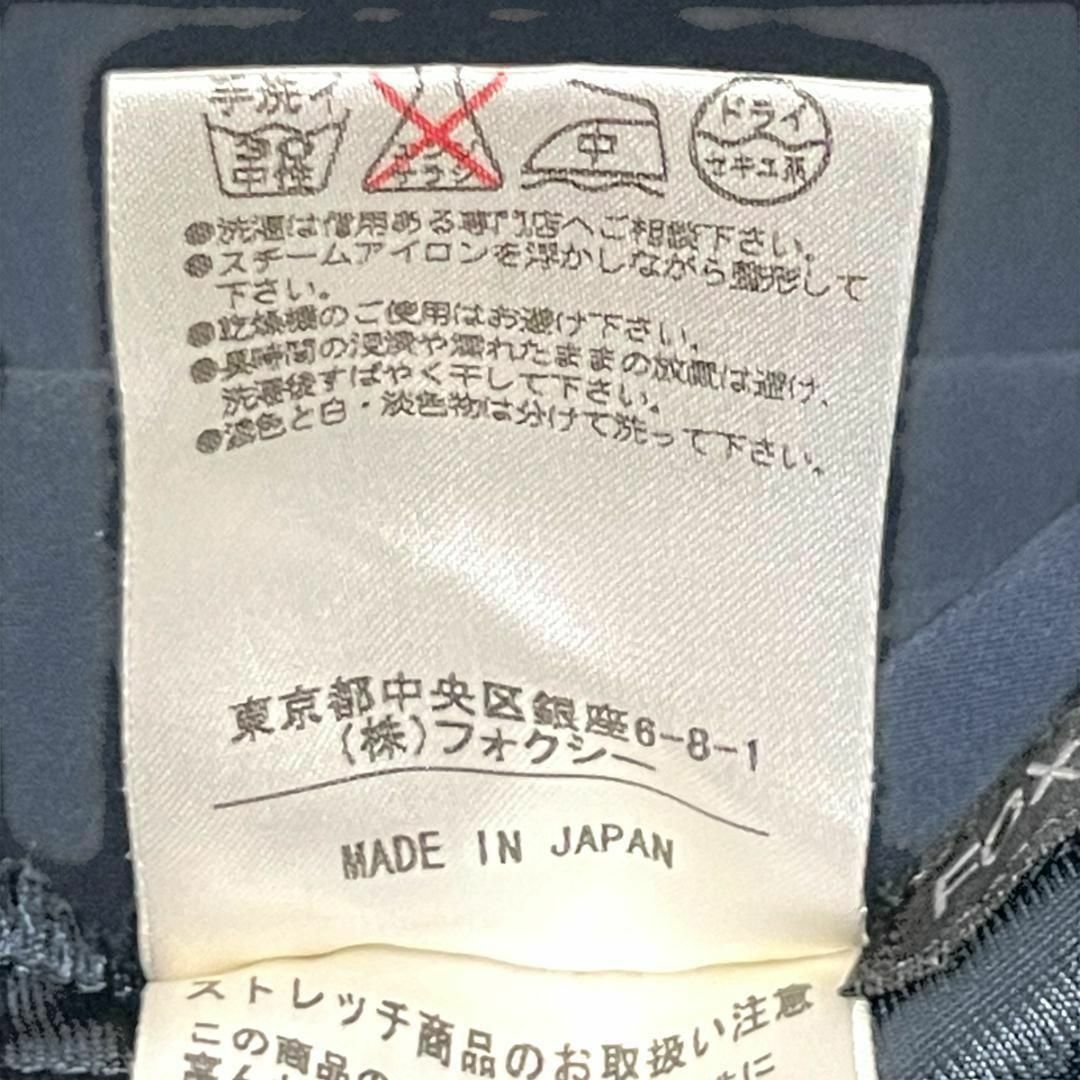 手洗イ
中性
中
ドライ
セキユ系
●洗濯は信用ある専門店へご相談下さい。
●スチームアイロンを浮かしながら整形して
下さい。
●乾燥機のご使用はお避け下さい。
●長時間の浸漬や濡れたままの放置は避け、
洗濯後すばやく干して下さい。
●濃色と白・淡色物は分けて洗って下さい。
東京都中央区銀座6-8-1
(株)フォクシー
MADE IN JAPAN
FOX
ストレッチ商品のお取扱い注意
この商品の
に